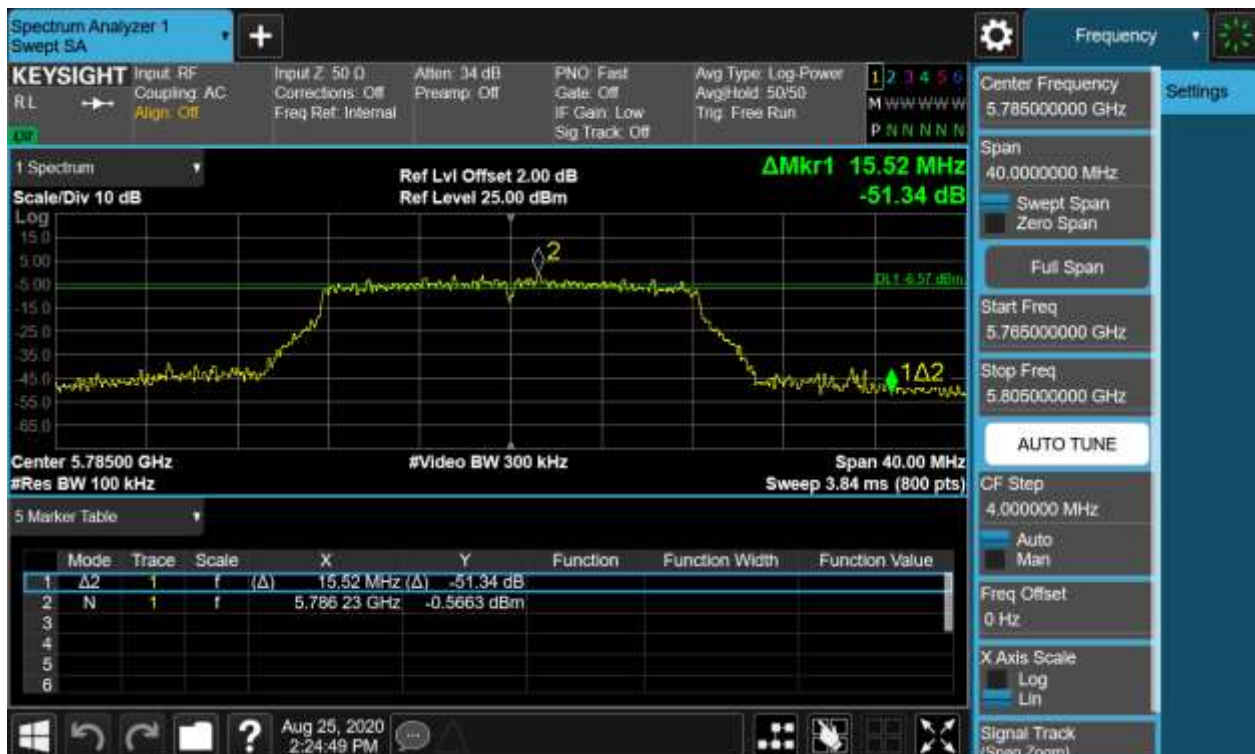 Spectrum Analyzer 1
Swept SA
Frequency
KEYSIGHT
RL
Input: RF
Coupling: AC
Align: Off
Input Z: 50 Ω
Corrections: Off
Freq Ref: Internal
Atten: 34 dB
Preamp: Off
PNO: Fast
Gate: Off
IF Gain: Low
Sig Track: Off
Avg Type: Log-Power
Avg|Hold: 50/50
Trig: Free Run
1 2 3 4 5 6
M W W W W W
P N N N N N
1 Spectrum
Scale/Div 10 dB
Ref Lvl Offset 2.00 dB
Ref Level 25.00 dBm
ΔMkr1 15.52 MHz
-51.34 dB
Log
15.0
5.00
-5.00
-15.0
-25.0
-35.0
-45.0
-55.0
-65.0
2
DL1 -6.57 dBm
1Δ2
Center 5.78500 GHz
#Res BW 100 kHz
#Video BW 300 kHz
Span 40.00 MHz
Sweep 3.84 ms (800 pts)
5 Marker Table
Mode Trace Scale X Y Function Function Width Function Value
1 Δ2 1 f (Δ) 15.52 MHz (Δ) -51.34 dB
2 N 1 f 5.786 23 GHz -0.5663 dBm
3
4
5
6
Aug 25, 2020
2:24:49 PM
Center Frequency
5.785000000 GHz
Settings
Span
40.0000000 MHz
Swept Span
Zero Span
Full Span
Start Freq
5.765000000 GHz
Stop Freq
5.805000000 GHz
AUTO TUNE
CF Step
4.000000 MHz
Auto
Man
Freq Offset
0 Hz
X Axis Scale
Log
Lin
Signal Track
(Span Zoom)